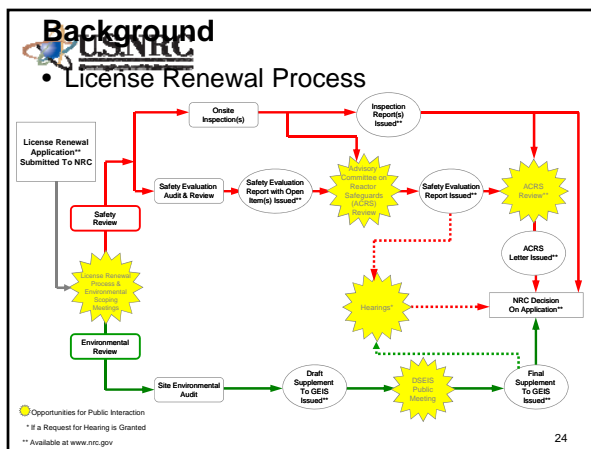 Background
U.S.NRC
• License Renewal Process
License Renewal
Application**
Submitted To NRC
Onsite
Inspection(s)
Inspection
Report(s)
Issued**
Safety Evaluation
Audit & Review
Safety Evaluation
Report with Open
Item(s) Issued**
Advisory
Committee on
Reactor
Safeguards
(ACRS)
Review
Safety Evaluation
Report Issued**
ACRS
Review**
Safety
Review
ACRS
Letter Issued**
License Renewal
Process &
Environmental
Scoping
Meetings
Hearings*
NRC Decision
On Application**
Environmental
Review
Site Environmental
Audit
Draft
Supplement
To GEIS
Issued**
DSEIS
Public
Meeting
Final
Supplement
To GEIS
Issued**
Opportunities for Public Interaction
* If a Request for Hearing is Granted
** Available at www.nrc.gov
24